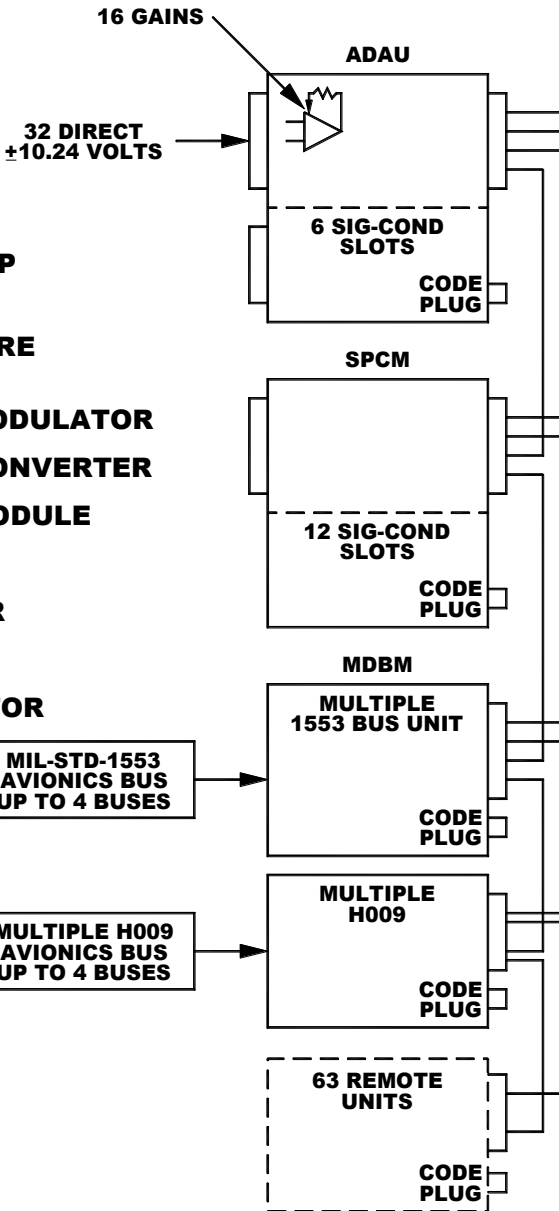 16 GAINS
ADAU
32 DIRECT
±10.24 VOLTS
6 SIG-COND
SLOTS
CODE
PLUG
P
RE
ODULATOR
ONVERTER
ODULE
R
TOR
SPCM
12 SIG-COND
SLOTS
CODE
PLUG
MDBM
MULTIPLE
1553 BUS UNIT
CODE
PLUG
MIL-STD-1553
AVIONICS BUS
UP TO 4 BUSES
MULTIPLE
H009
CODE
PLUG
MULTIPLE H009
AVIONICS BUS
UP TO 4 BUSES
63 REMOTE
UNITS
CODE
PLUG